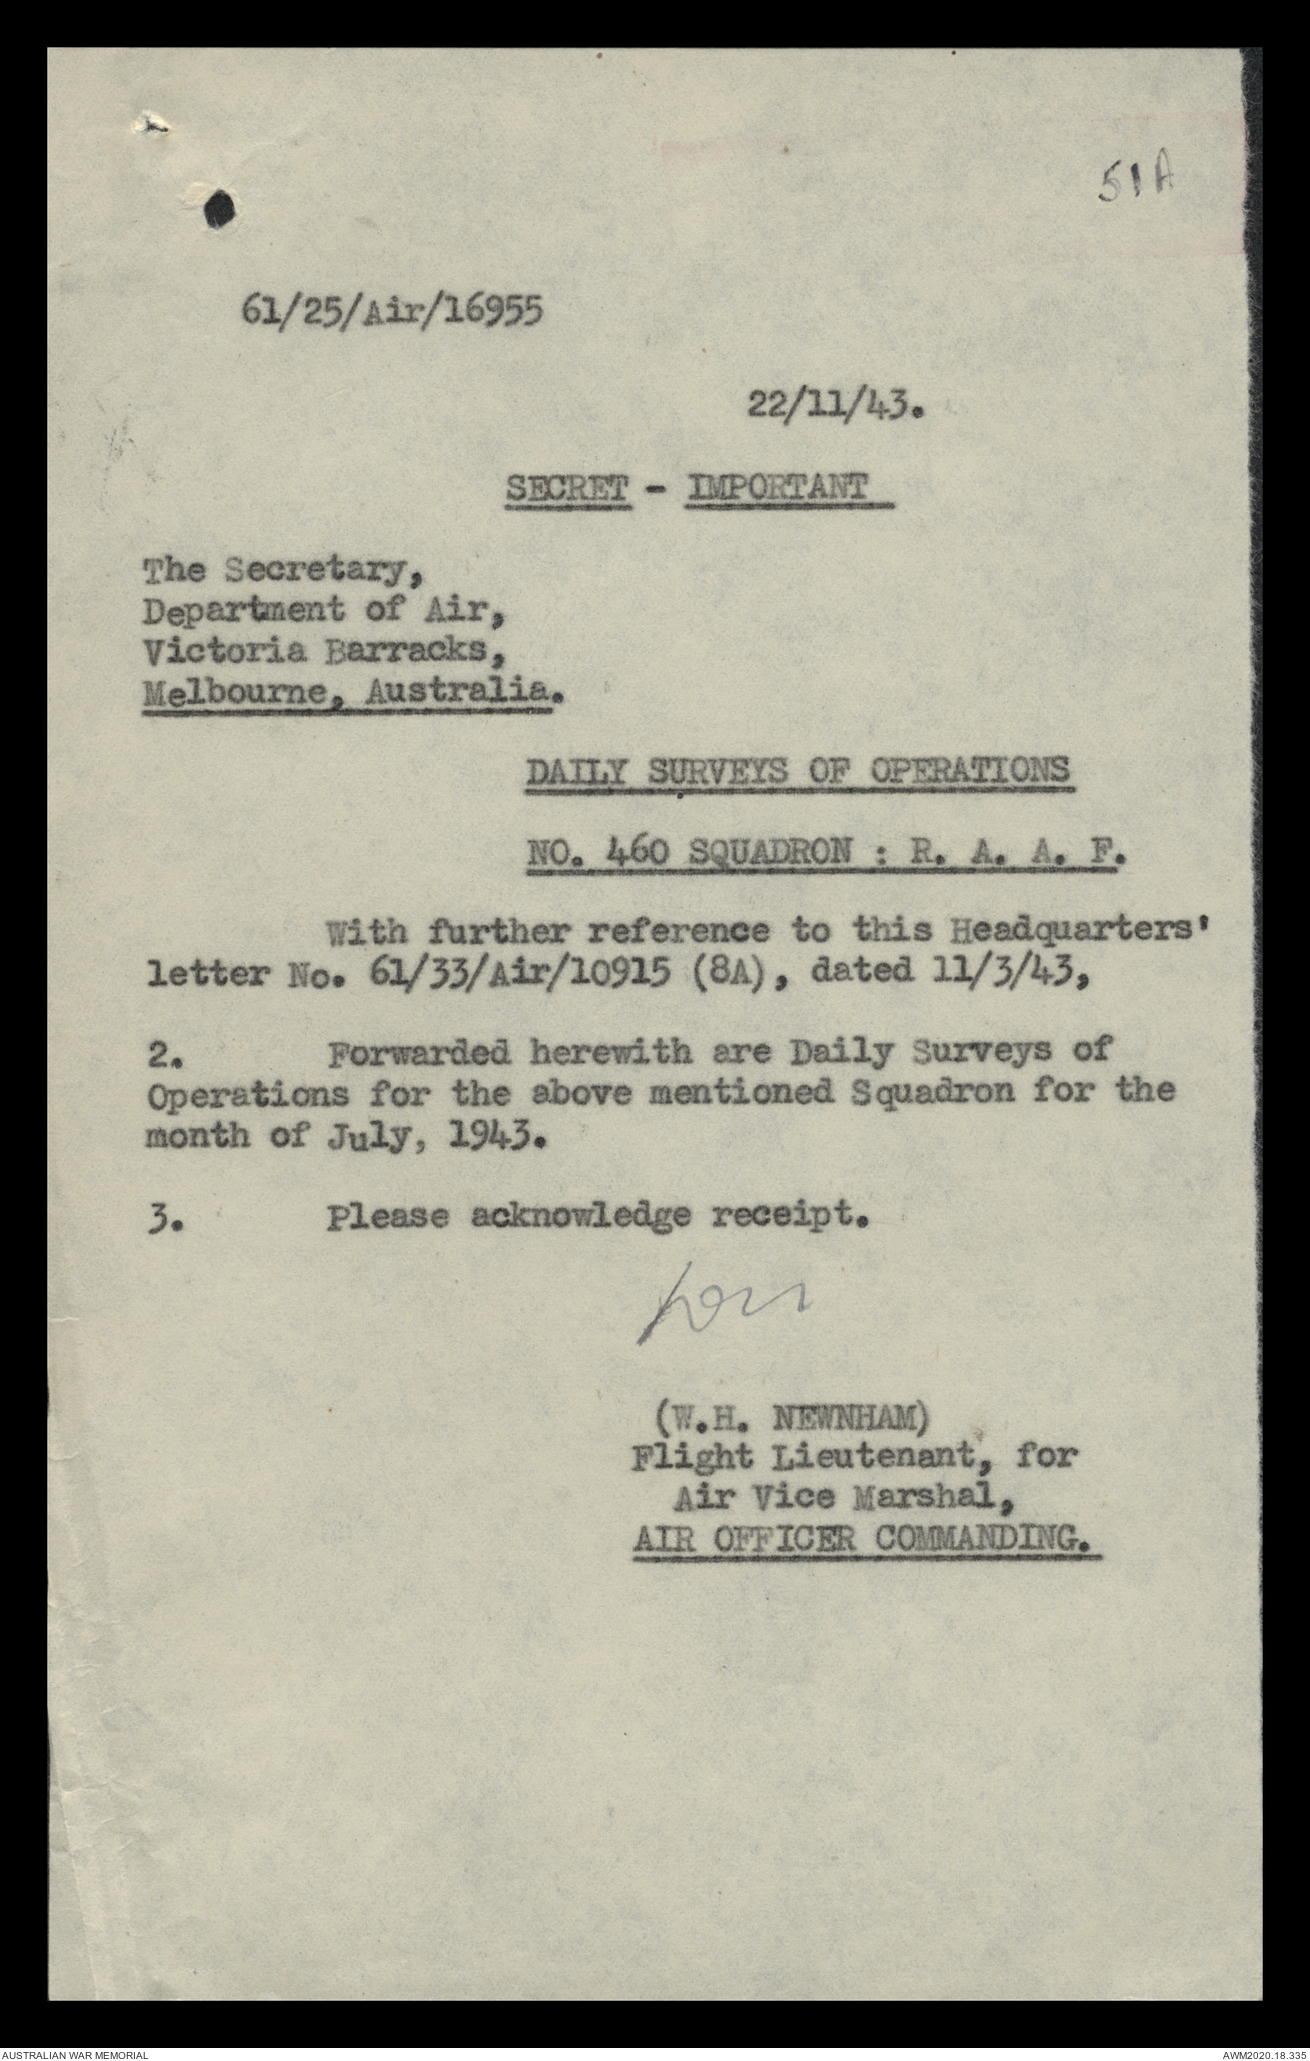 51A
61/25/Air/16955
22/11/43.
SECRET - IMPORTANT
The Secretary,
Department of Air,
Victoria Barracks,
Melbourne, Australia.
DAILY SURVEYS OF OPERATIONS
NO. 460 SQUADRON : R. A. A. F.
With further reference to this Headquarters'
letter No. 61/33/Air/10915 (8A), dated 11/3/43,
2. Forwarded herewith are Daily Surveys of
Operations for the above mentioned Squadron for the
month of July, 1943.
3. Please acknowledge receipt.
(W.H. NEWNHAM)
Flight Lieutenant, for
Air Vice Marshal,
AIR OFFICER COMMANDING.
AUSTRALIAN WAR MEMORIAL
AWM2020.18.335